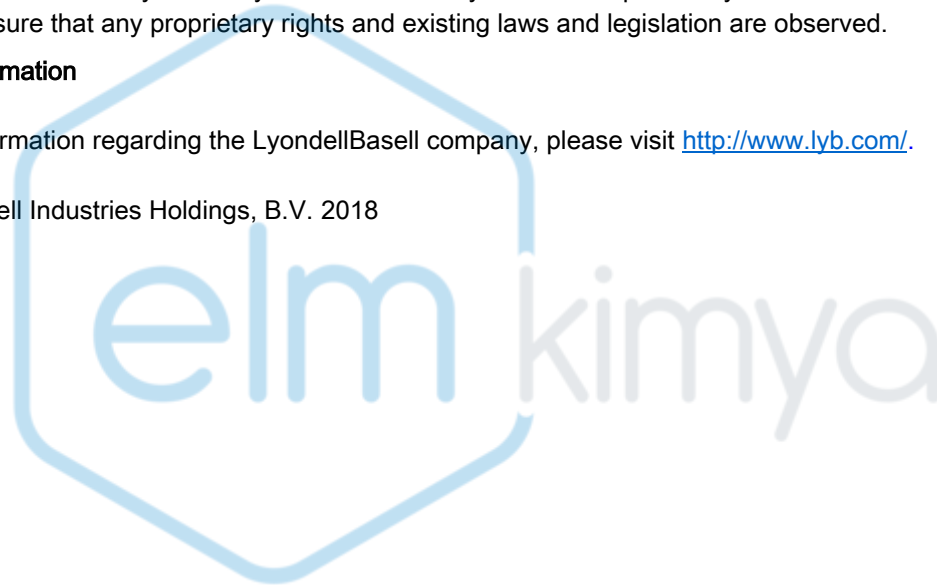 sure that any proprietary rights and existing laws and legislation are observed.
mation
rmation regarding the LyondellBasell company, please visit http://www.lyb.com/.
ell Industries Holdings, B.V. 2018
elm kimya